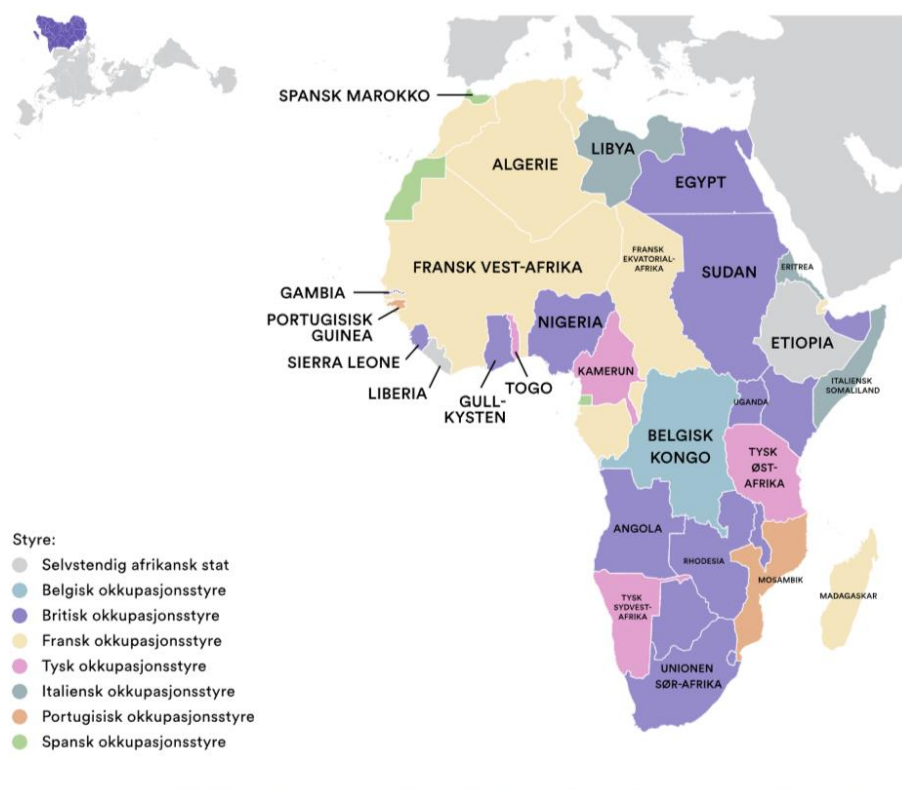 SPANSK MAROKKO
ALGERIE
LIBYA
EGYPT
FRANSK VEST-AFRIKA
FRANSK
EKVATORIAL-
AFRIKA
SUDAN
ERITREA
GAMBIA
PORTUGISISK
GUINEA
SIERRA LEONE
LIBERIA
GULL-
KYSTEN
TOGO
NIGERIA
KAMERUN
ETIOPIA
ITALIENSK
SOMALILAND
UGANDA
BELGISK
KONGO
TYSK
ØST-
AFRIKA
ANGOLA
RHODESIA
MOSAMBIK
MADAGASKAR
TYSK
SYDVEST-
AFRIKA
UNIONEN
SØR-AFRIKA
Styre:
Selvstendig afrikansk stat
Belgisk okkupasjonsstyre
Britisk okkupasjonsstyre
Fransk okkupasjonsstyre
Tysk okkupasjonsstyre
Italiensk okkupasjonsstyre
Portugisisk okkupasjonsstyre
Spansk okkupasjonsstyre